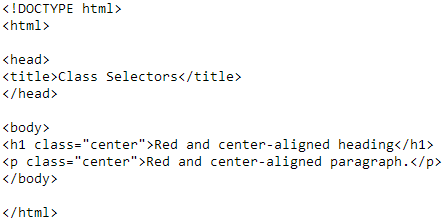 <!DOCTYPE html>
<html>
<head>
<title>Class Selectors</title>
</head>
<body>
<h1 class="center">Red and center-aligned heading</h1>
<p class="center">Red and center-aligned paragraph.</p>
</body>
</html>